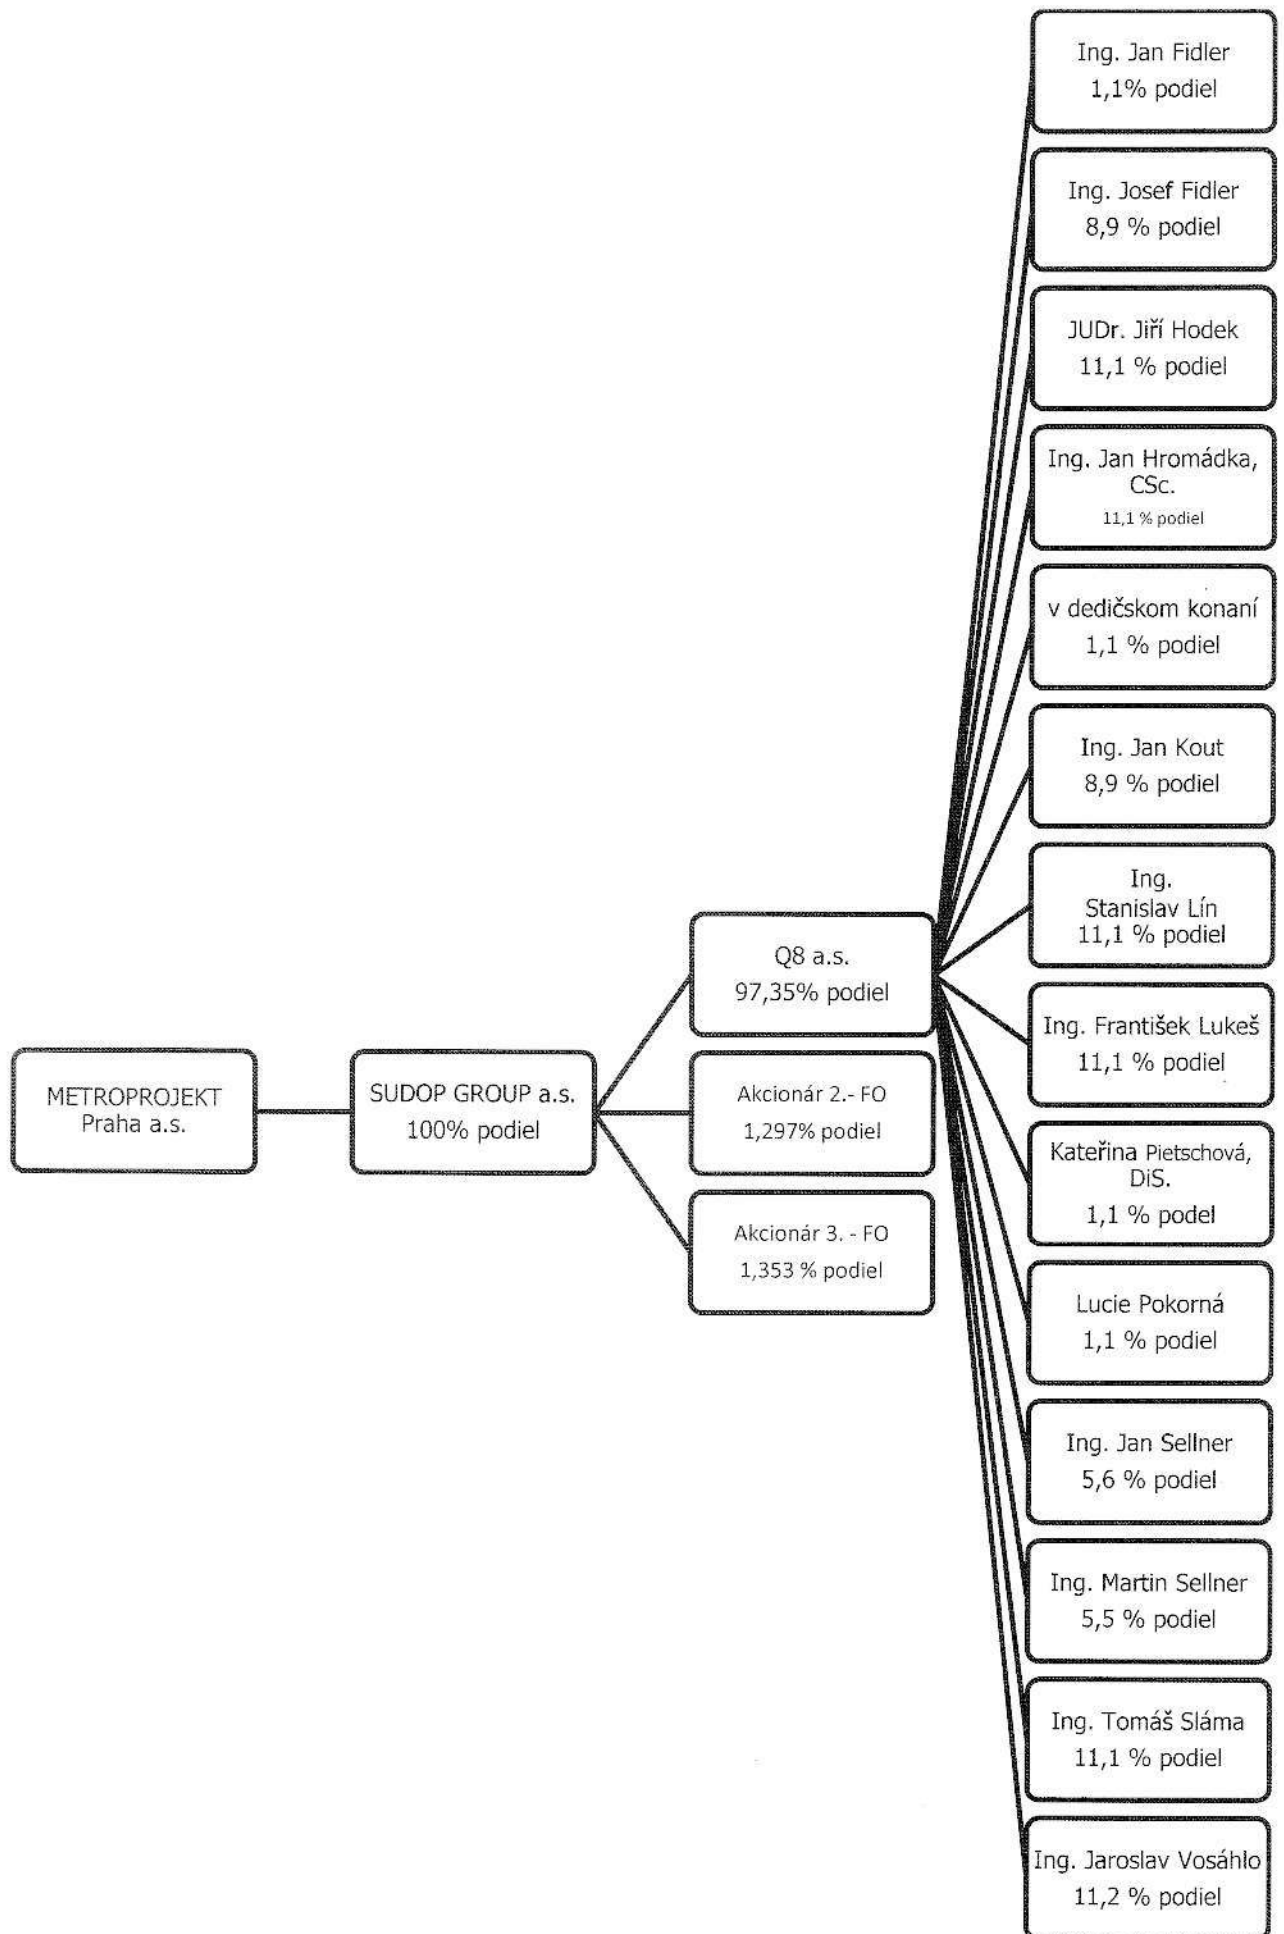 METROPROJEKT
Praha a.s.
SUDOP GROUP a.s.
100% podiel
Q8 a.s.
97,35% podiel
Akcionár 2.- FO
1,297% podiel
Akcionár 3. - FO
1,353 % podiel
Ing. Jan Fidler
1,1% podiel
Ing. Josef Fidler
8,9 % podiel
JUDr. Jiří Hodek
11,1 % podiel
Ing. Jan Hromádka,
CSc.
11,1 % podiel
v dedičskom konaní
1,1 % podiel
Ing. Jan Kout
8,9 % podiel
Ing.
Stanislav Lín
11,1 % podiel
Ing. František Lukeš
11,1 % podiel
Kateřina Pietschová,
DiS.
1,1 % podel
Lucie Pokorná
1,1 % podiel
Ing. Jan Sellner
5,6 % podiel
Ing. Martin Sellner
5,5 % podiel
Ing. Tomáš Sláma
11,1 % podiel
Ing. Jaroslav Vosáhlo
11,2 % podiel